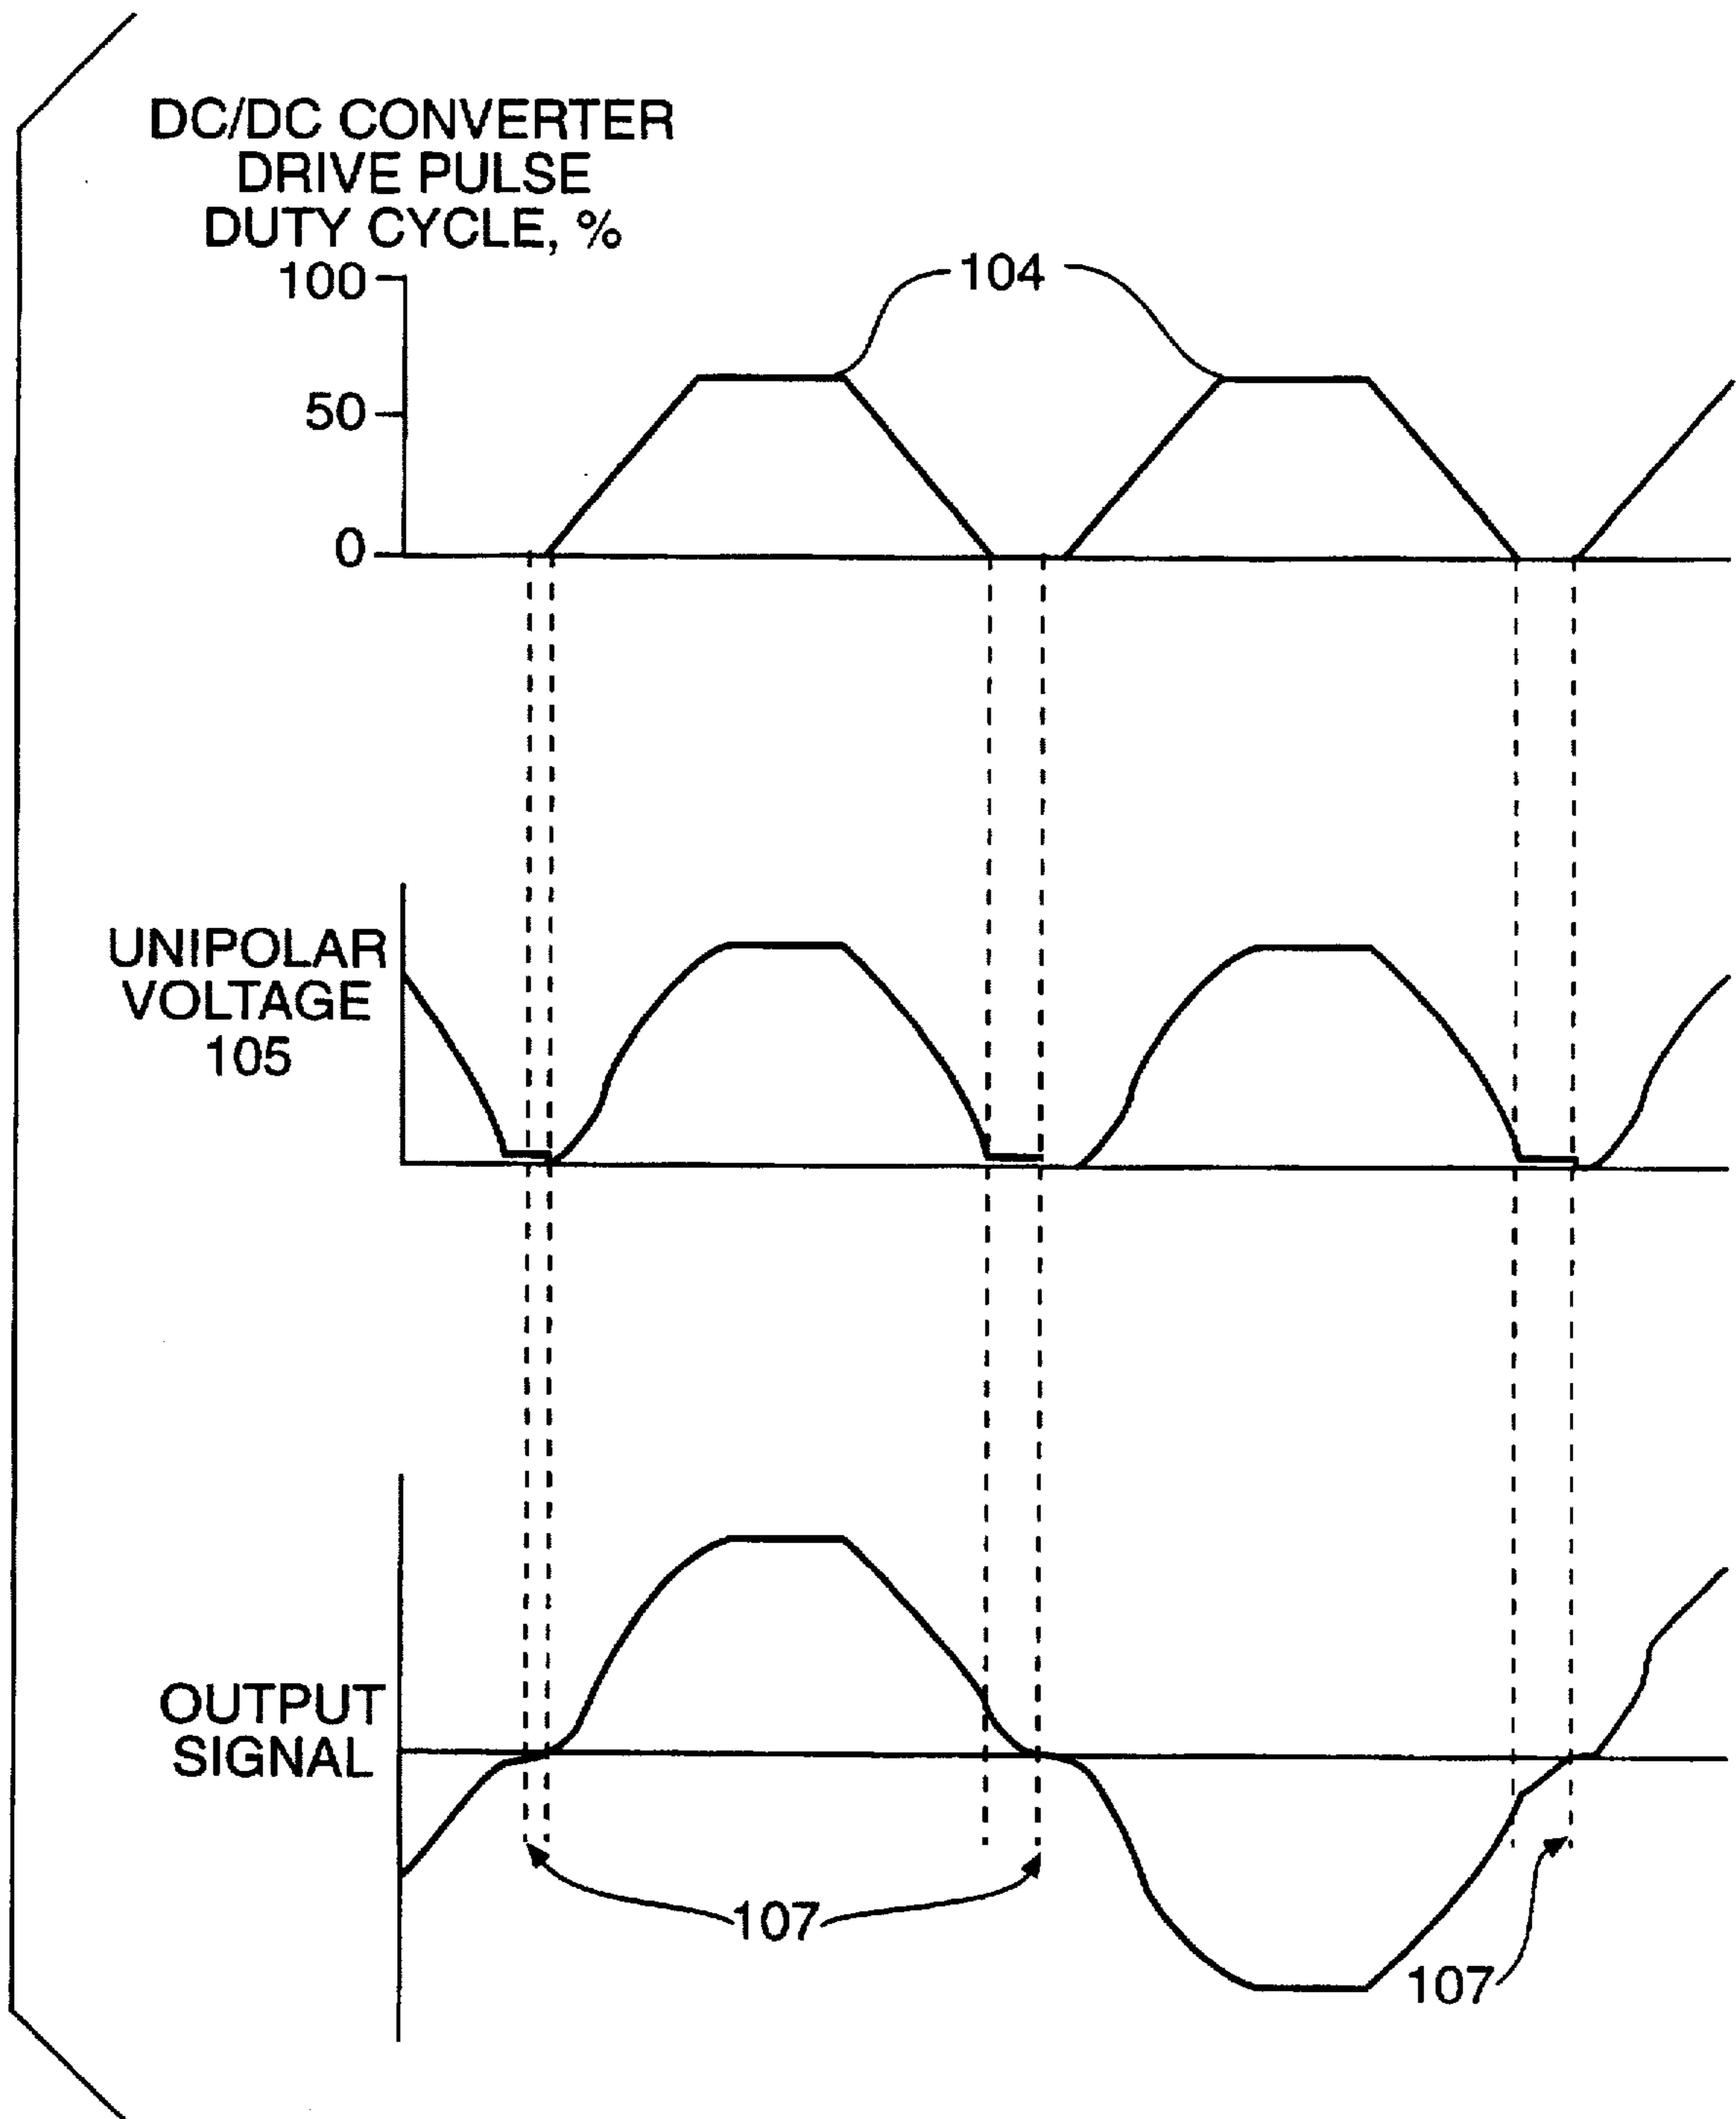 DC/DC CONVERTER
DRIVE PULSE
DUTY CYCLE, %
100
104
50
0
UNIPOLAR
VOLTAGE
105
OUTPUT
SIGNAL
107
107